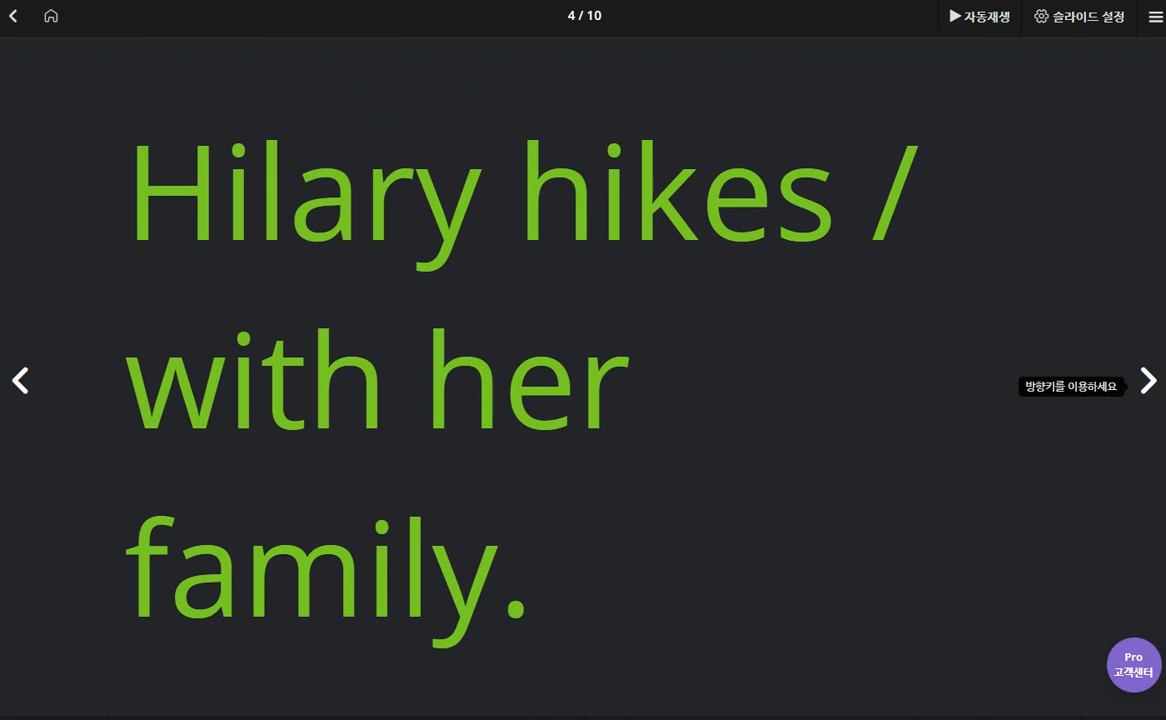 4 / 10
자동재생
슬라이드 설정
Hilary hikes /
with her
방향키를 이용하세요
family.
Pro
고객센터